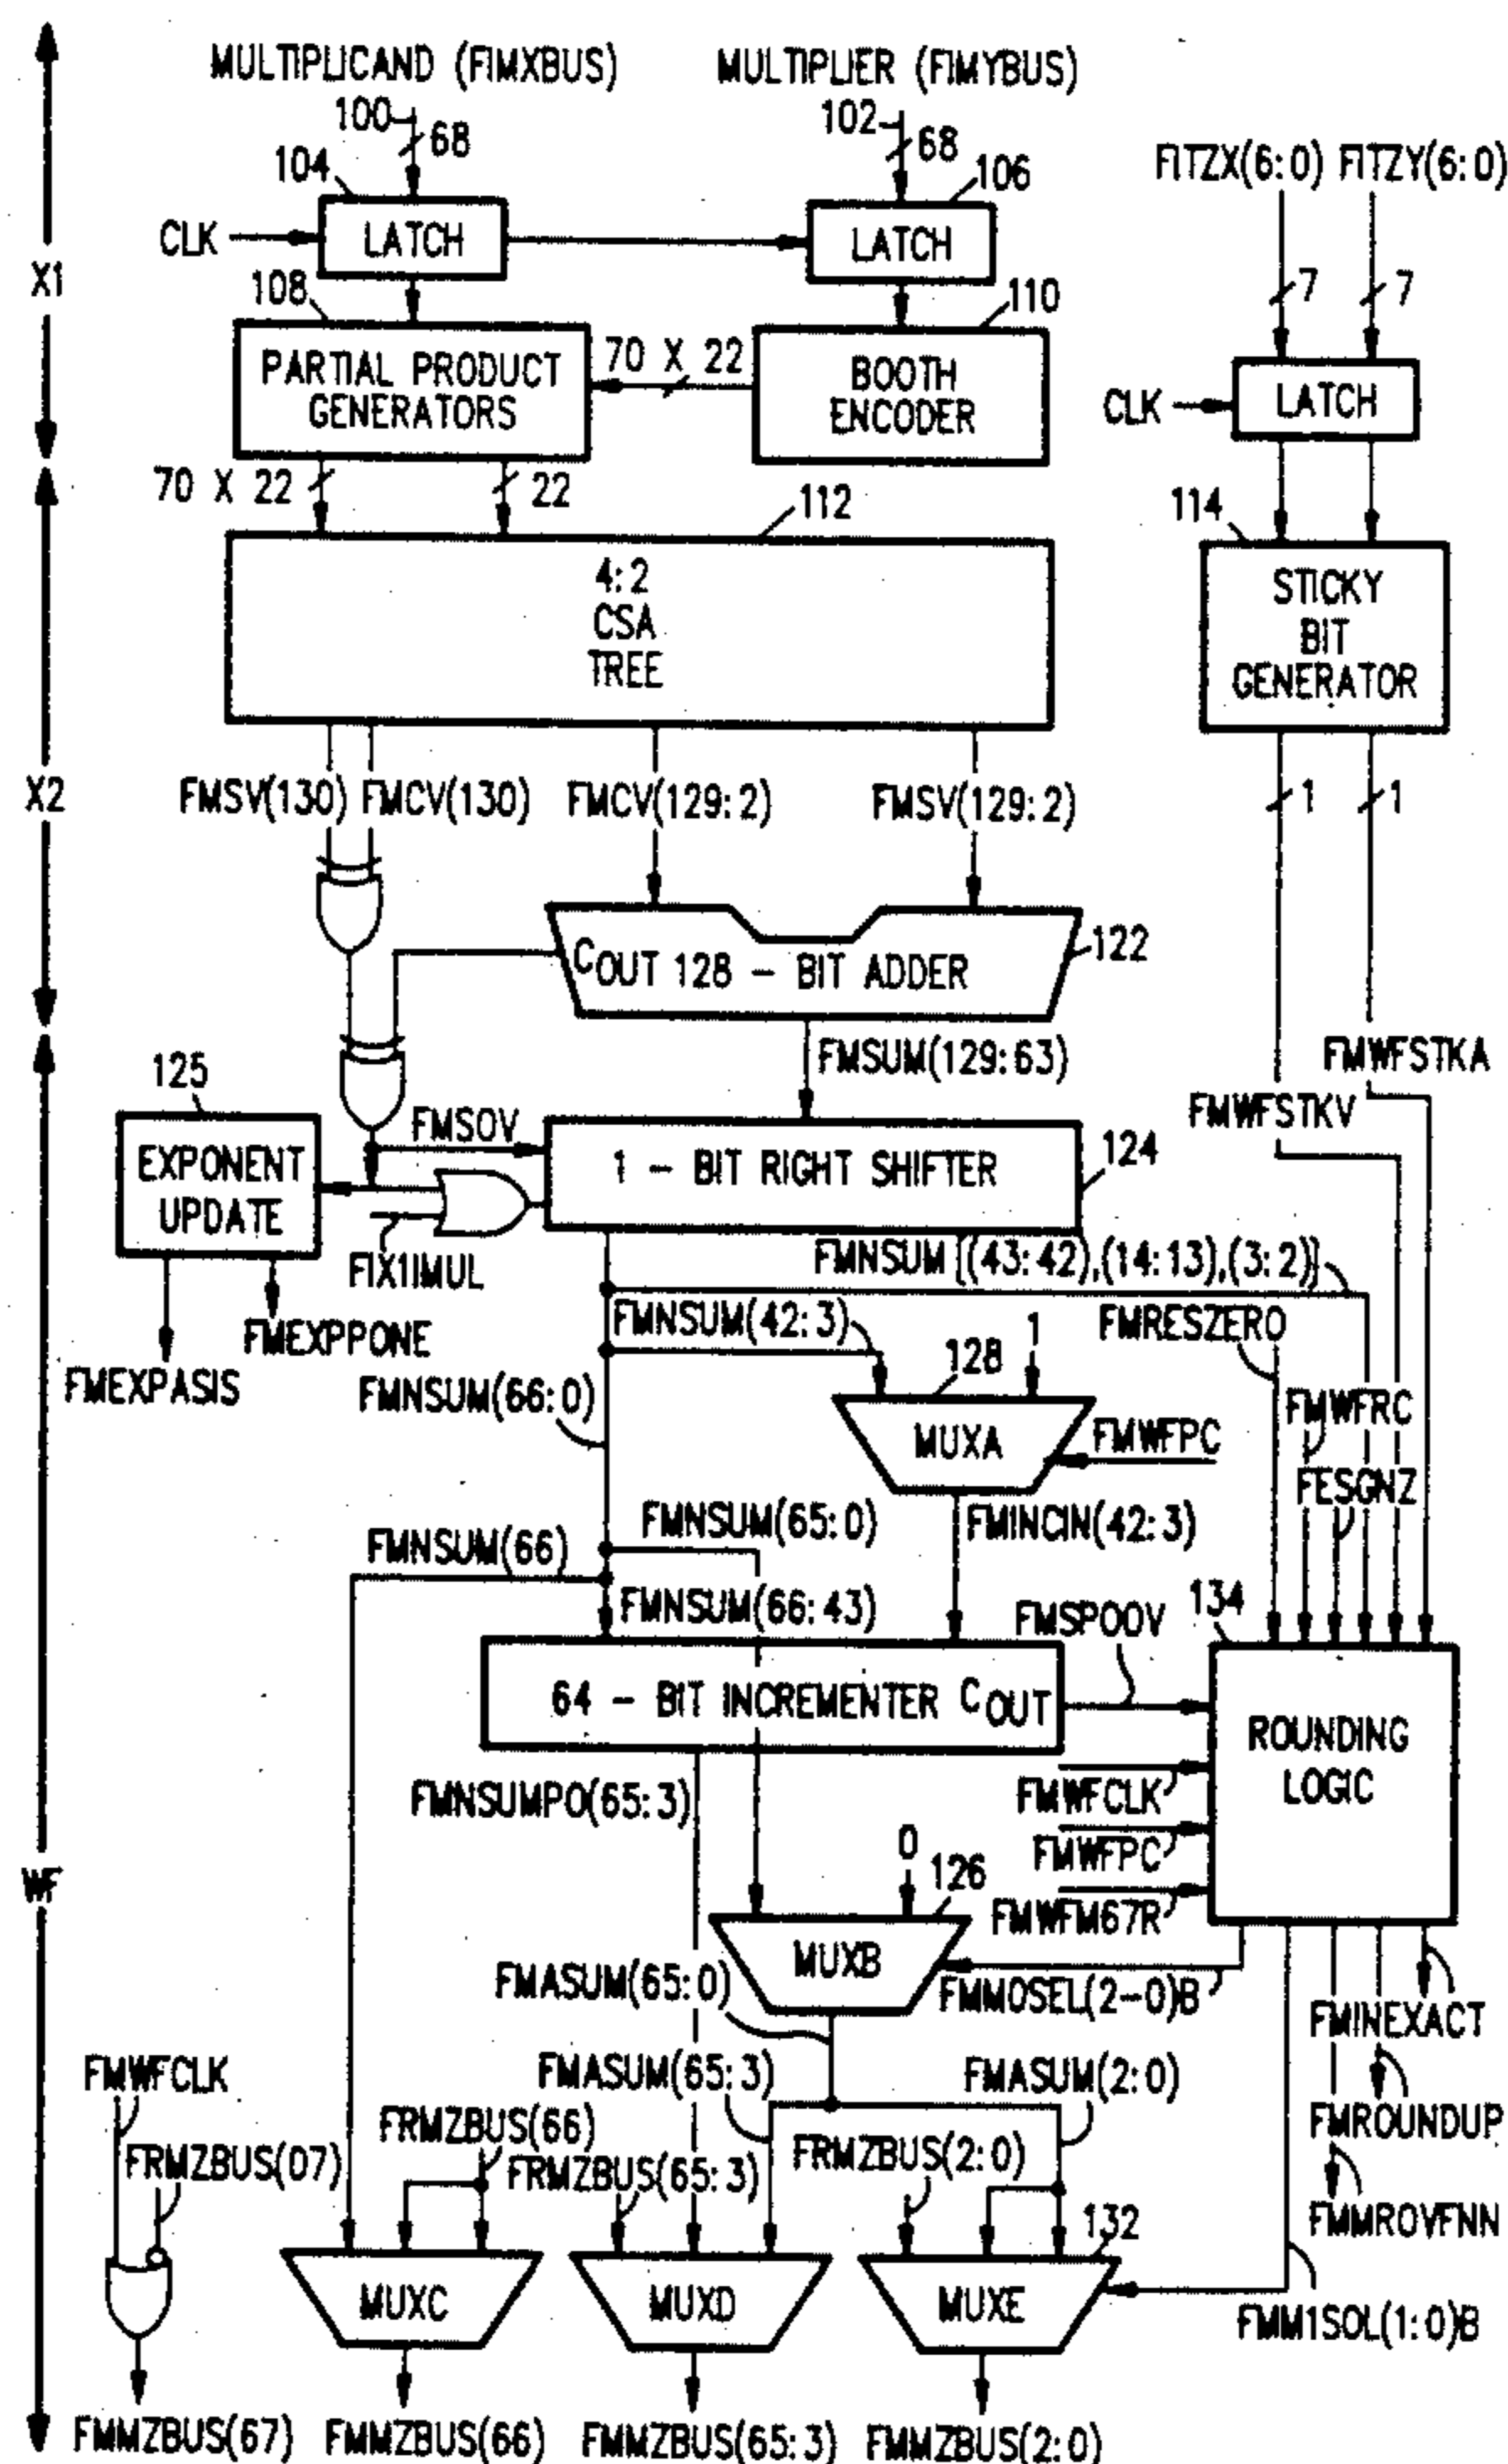 MULTIPLICAND (FIMXBUS)
MULTIPLIER (FIMYBUS)
100
68
102
68
FITZX(6:0)
FITZY(6:0)
104
106
CLK
LATCH
LATCH
X1
7
7
108
110
PARTIAL PRODUCT
GENERATORS
70 X 22
BOOTH
ENCODER
CLK
LATCH
70 X 22
22
112
114
4:2
CSA
TREE
STICKY
BIT
GENERATOR
X2
FMSV(130)
FMCV(130)
FMCV(129:2)
FMSV(129:2)
1
1
COUT 128 - BIT ADDER
122
FMSUM(129:63)
FMWFSTKA
FMWFSTKV
125
EXPONENT
UPDATE
FMSOV
1 - BIT RIGHT SHIFTER
124
FIX1IMUL
FMNSUM [(43:42),(14:13),(3:2)]
FMEXPPONE
FMEXPASIS
FMNSUM(42:3)
1
FMRESZERO
128
FMNSUM(66:0)
MUXA
FMWFPC
FMWFRC
FESGNZ
FMNSUM(65:0)
FMINCIN(42:3)
FMNSUM(66)
FMNSUM(66:43)
FMSPOOV
134
64 - BIT INCREMENTER COUT
ROUNDING
LOGIC
FMNSUMPO(65:3)
FMWFCLK
FMWFPC
FMWFM67R
WF
0
126
MUXB
FMASUM(65:0)
FMMOSEL(2-0)B
FMINEXACT
FMROUNDUP
FMMROVFNN
FMWFCLK
FRMZBUS(07)
FMASUM(65:3)
FMASUM(2:0)
FRMZBUS(66)
FRMZBUS(65:3)
FRMZBUS(2:0)
132
MUXC
MUXD
MUXE
FMM1SOL(1:0)B
FMMZBUS(67)
FMMZBUS(66)
FMMZBUS(65:3)
FMMZBUS(2:0)